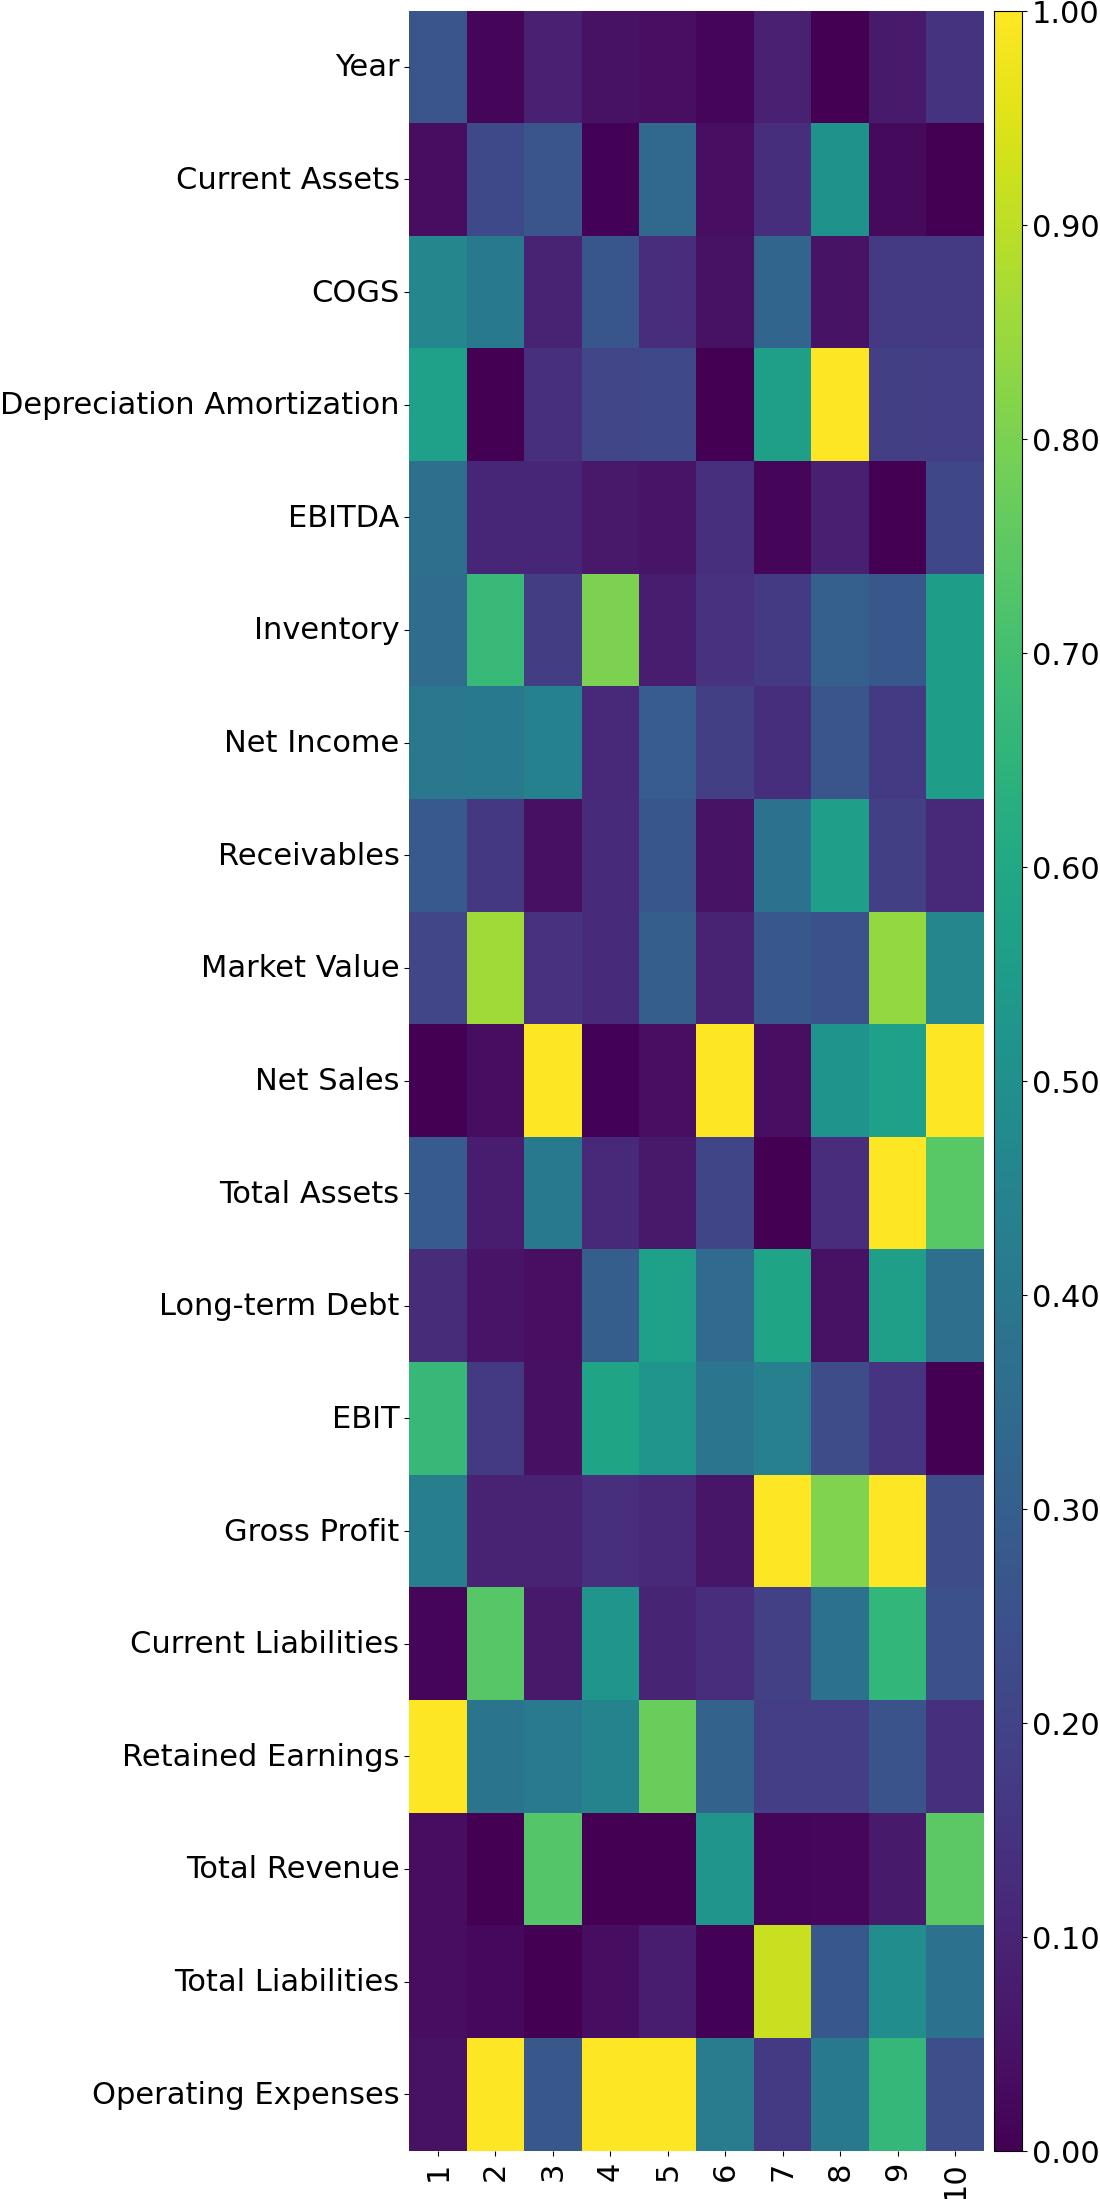 Year
Current Assets
COGS
Depreciation Amortization
EBITDA
Inventory
Net Income
Receivables
Market Value
Net Sales
Total Assets
Long-term Debt
EBIT
Gross Profit
Current Liabilities
Retained Earnings
Total Revenue
Total Liabilities
Operating Expenses
1 2 3 4 5 6 7 8 9 10
1.00
0.90
0.80
0.70
0.60
0.50
0.40
0.30
0.20
0.10
0.00